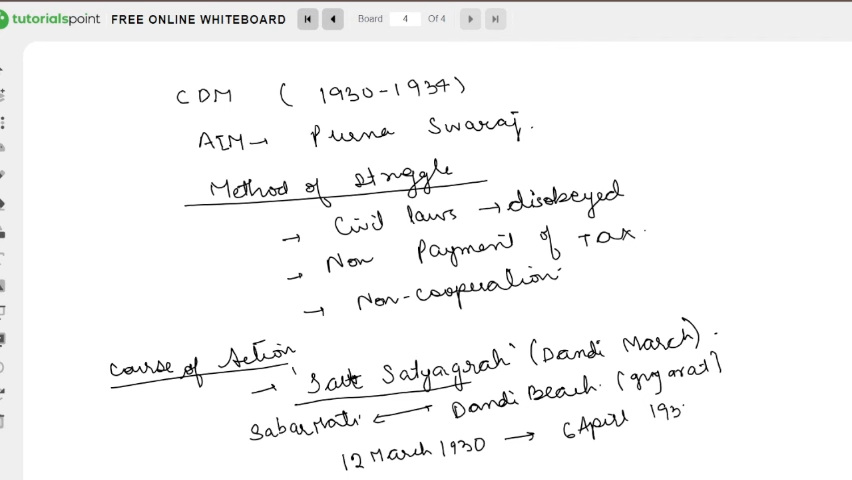 tutorialspoint FREE ONLINE WHITEBOARD Board 4 Of 4
CDM ( 1930-1934)
AIM → Purna Swaraj.
Method of struggle
→ Civil laws → disobeyed
→ Non Payment of Tax.
→ Non-cooperation
Course of Action
→ 'Salt Satyagrah' (Dandi March).
Sabarmati ← Dandi Beach. (gujarat)
12 March 1930 → 6 April 193